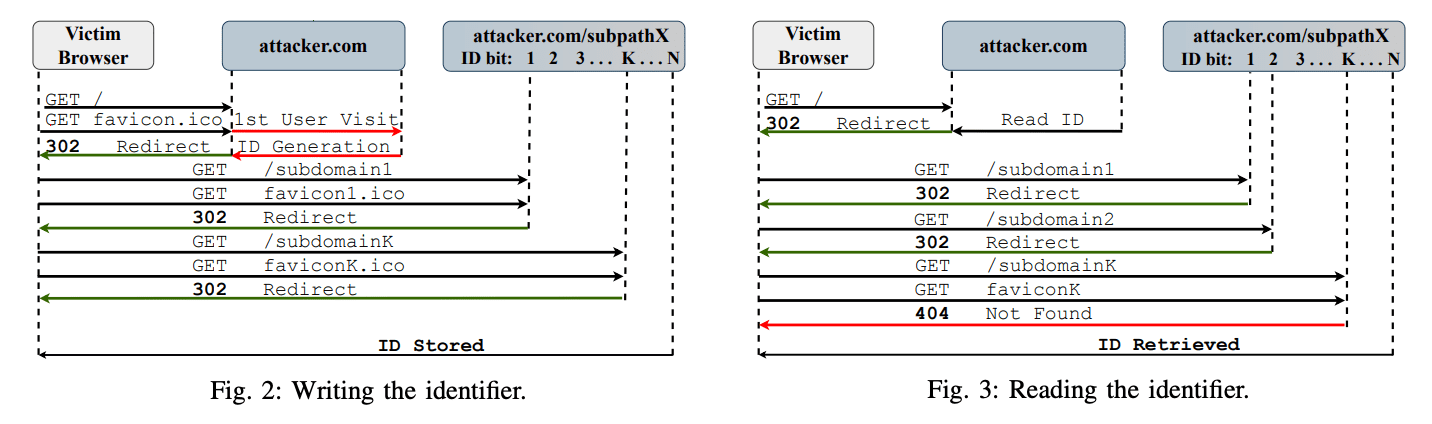 Victim
Browser
attacker.com
attacker.com/subpathX
ID bit: 1 2 3 . . . K . . . N
GET /
GET favicon.ico 1st User Visit
302 Redirect ID Generation
GET /subdomain1
GET favicon1.ico
302 Redirect
GET /subdomainK
GET faviconK.ico
302 Redirect
ID Stored
Fig. 2: Writing the identifier.
Victim
Browser
attacker.com
attacker.com/subpathX
ID bit: 1 2 3 . . . K . . . N
GET /
302 Redirect Read ID
GET /subdomain1
302 Redirect
GET /subdomain2
302 Redirect
GET /subdomainK
GET faviconK
404 Not Found
ID Retrieved
Fig. 3: Reading the identifier.